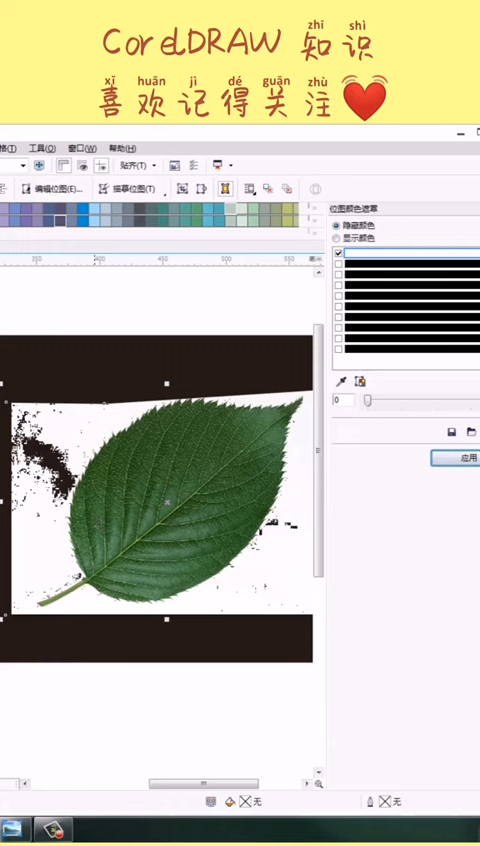 CorelDRAW 知识
zhī shì
喜欢记得关注
xǐ huān jì dé guān zhù
工具(O) 窗口(W) 帮助(H)
贴齐(T)
编辑位图(E)... 描摹位图(T)
位图颜色遮罩
隐藏颜色
显示颜色
350 400 450 500 550
0
应用
无 无